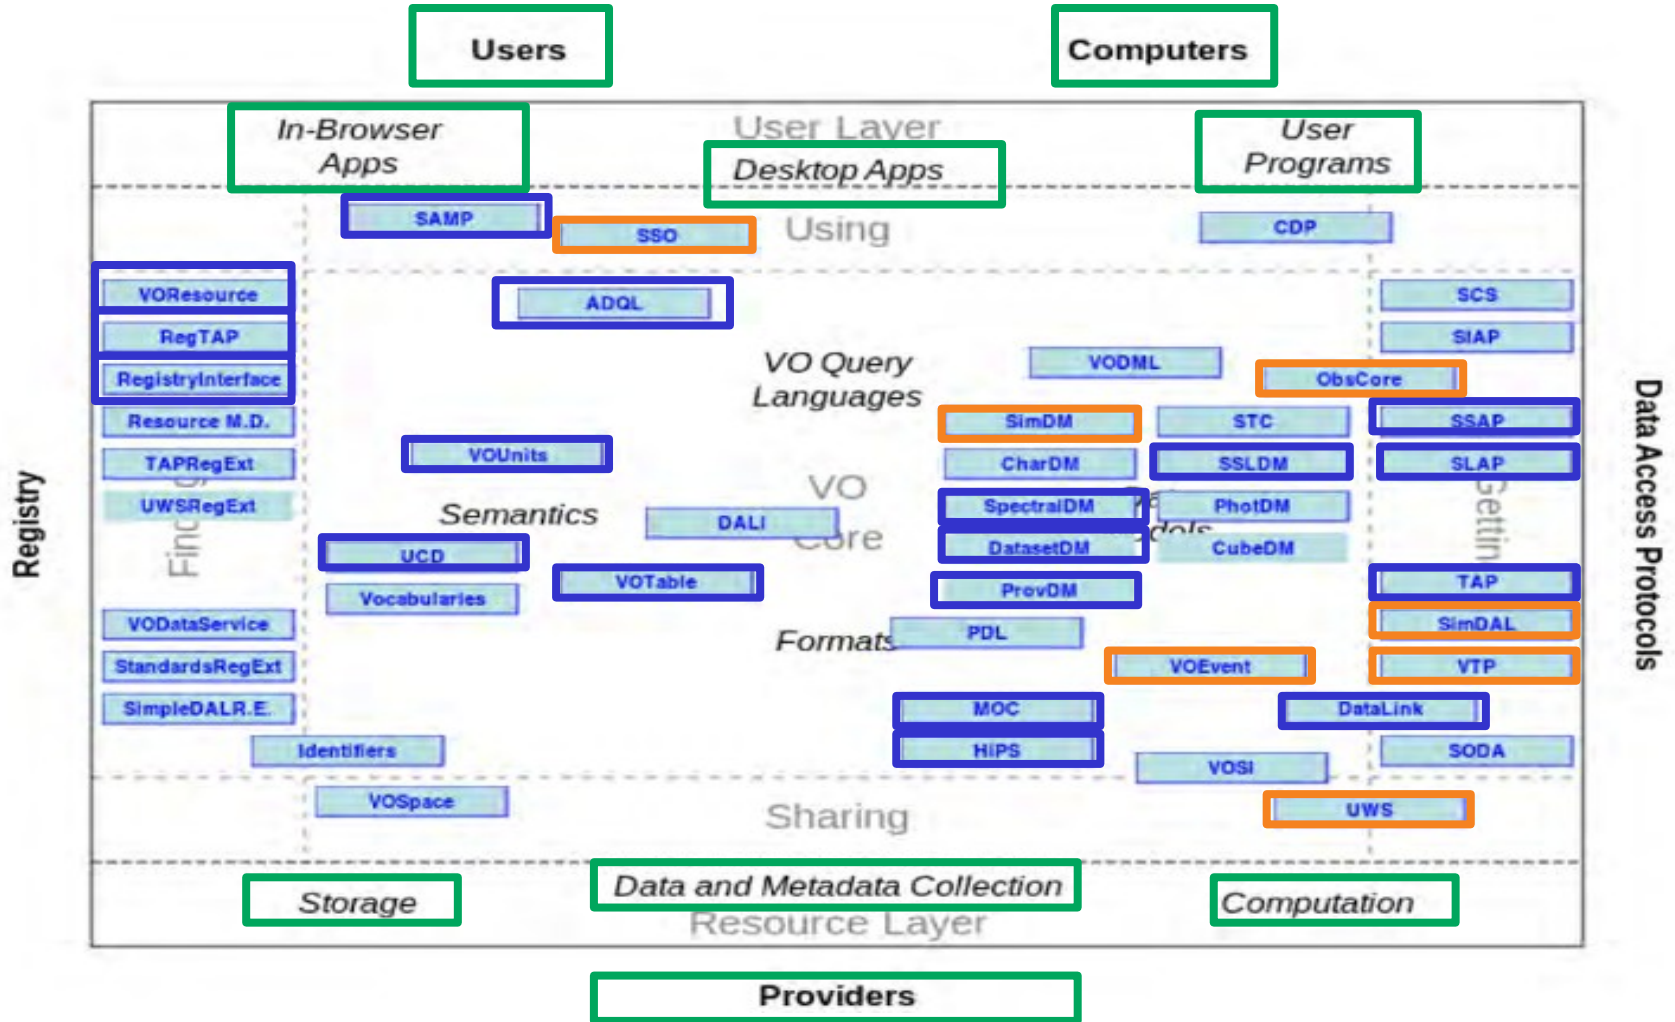 Users
Computers
User Layer
In-Browser
Apps
Desktop Apps
User
Programs
SAMP
SSO
Using
CDP
VOResource
ADQL
SCS
RegTAP
SIAP
VO Query
Languages
VODML
RegistryInterface
ObsCore
Resource M.D.
SimDM
STC
SSAP
VOUnits
TAPRegExt
CharDM
SSLDM
SLAP
VO
Core
UWSRegExt
Semantics
DALI
SpectralDM
PhotDM
UCD
DatasetDM
CubeDM
VOTable
Vocabularies
ProvDM
TAP
VODataService
Formats
PDL
SimDAL
StandardsRegExt
VOEvent
VTP
SimpleDALR.E.
MOC
DataLink
Identifiers
HiPS
VOSI
SODA
VOSpace
Sharing
UWS
Storage
Data and Metadata Collection
Computation
Resource Layer
Providers
Registry
Data Access Protocols